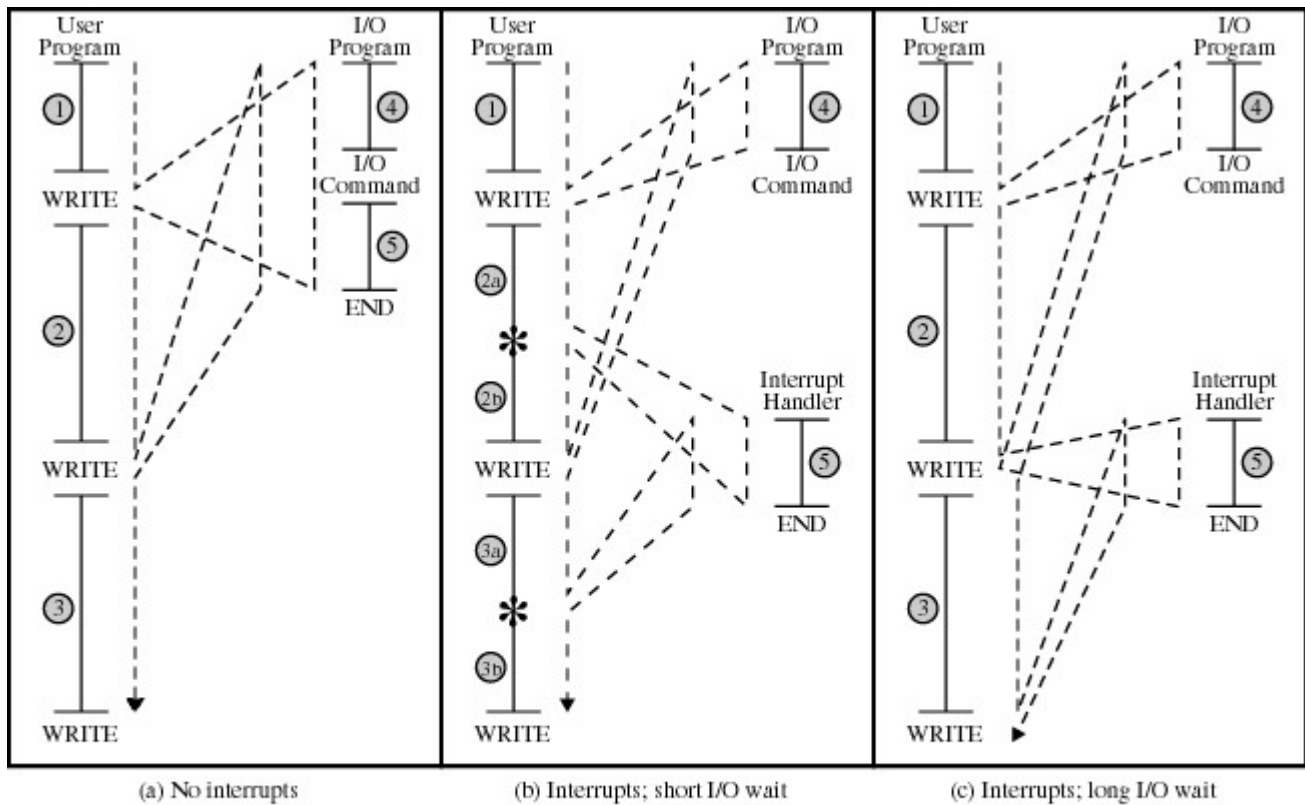 User
Program
I/O
Program
1
4
I/O
Command
WRITE
5
2
END
WRITE
3
WRITE
(a) No interrupts
User
Program
I/O
Program
1
4
I/O
Command
WRITE
2a
*
2b
Interrupt
Handler
5
WRITE
END
3a
*
3b
WRITE
(b) Interrupts; short I/O wait
User
Program
I/O
Program
1
4
I/O
Command
WRITE
2
Interrupt
Handler
5
WRITE
END
3
WRITE
(c) Interrupts; long I/O wait